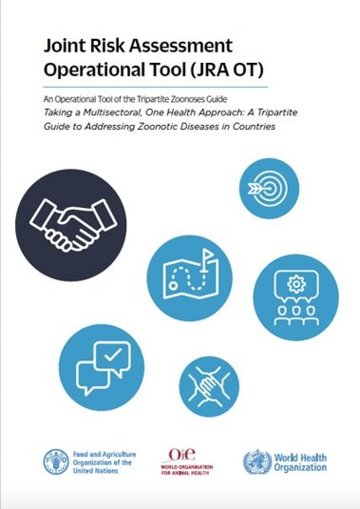 Joint Risk Assessment
Operational Tool (JRA OT)
An Operational Tool of the Tripartite Zoonoses Guide
Taking a Multisectoral, One Health Approach: A Tripartite
Guide to Addressing Zoonotic Diseases in Countries
Food and Agriculture
Organization of the
United Nations
Oie
WORLD ORGANISATION
FOR ANIMAL HEALTH
World Health
Organization